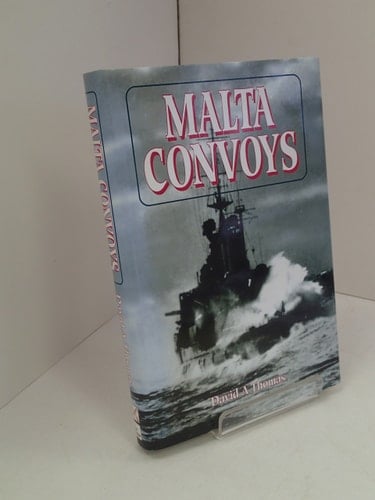 MALTA
CONVOYS
David A Thomas
MALTA CONVOYS